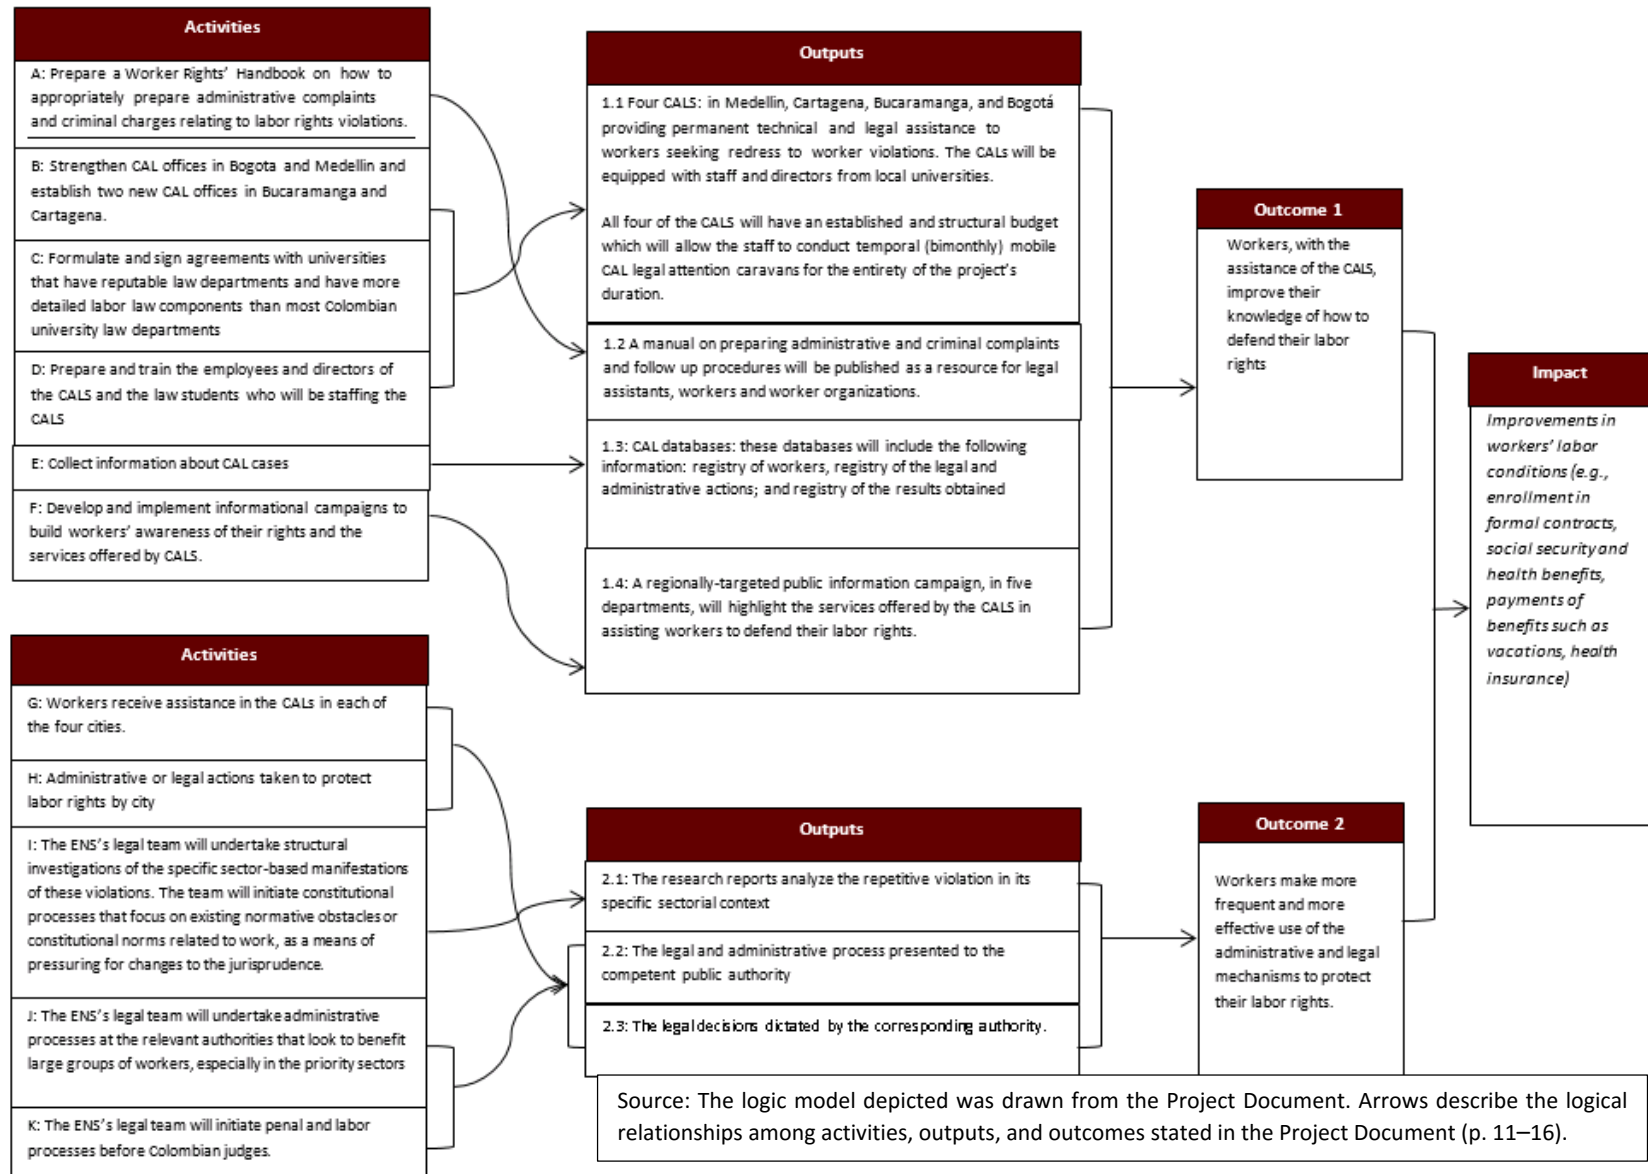 Activities
A: Prepare a Worker Rights' Handbook on how to
appropriately prepare administrative complaints
and criminal charges relating to labor rights violations.
B: Strengthen CAL offices in Bogota and Medellin and
establish two new CAL offices in Bucaramanga and
Cartagena.
C: Formulate and sign agreements with universities
that have reputable law departments and have more
detailed labor law components than most Colombian
university law departments
D: Prepare and train the employees and directors of
the CALS and the law students who will be staffing the
CALS
E: Collect information about CAL cases
F: Develop and implement informational campaigns to
build workers' awareness of their rights and the
services offered by CALS.
Outputs
1.1 Four CALS: in Medellin, Cartagena, Bucaramanga, and Bogotá
providing permanent technical and legal assistance to
workers seeking redress to worker violations. The CALs will be
equipped with staff and directors from local universities.
All four of the CALS will have an established and structural budget
which will allow the staff to conduct temporal (bimonthly) mobile
CAL legal attention caravans for the entirety of the project's
duration.
1.2 A manual on preparing administrative and criminal complaints
and follow up procedures will be published as a resource for legal
assistants, workers and worker organizations.
1.3: CAL databases: these databases will include the following
information: registry of workers, registry of the legal and
administrative actions; and registry of the results obtained
1.4: A regionally-targeted public information campaign, in five
departments, will highlight the services offered by the CALS in
assisting workers to defend their labor rights.
Outcome 1
Workers, with the
assistance of the CALS,
improve their
knowledge of how to
defend their labor
rights
Impact
Improvements in
workers' labor
conditions (e.g.,
enrollment in
formal contracts,
social security and
health benefits,
payments of
benefits such as
vacations, health
insurance)
Activities
G: Workers receive assistance in the CALs in each of
the four cities.
H: Administrative or legal actions taken to protect
labor rights by city
I: The ENS's legal team will undertake structural
investigations of the specific sector-based manifestations
of these violations. The team will initiate constitutional
processes that focus on existing normative obstacles or
constitutional norms related to work, as a means of
pressuring for changes to the jurisprudence.
J: The ENS's legal team will undertake administrative
processes at the relevant authorities that look to benefit
large groups of workers, especially in the priority sectors
K: The ENS's legal team will initiate penal and labor
processes before Colombian judges.
Outputs
2.1: The research reports analyze the repetitive violation in its
specific sectorial context
2.2: The legal and administrative process presented to the
competent public authority
2.3: The legal decisions dictated by the corresponding authority.
Outcome 2
Workers make more
frequent and more
effective use of the
administrative and legal
mechanisms to protect
their labor rights.
Source: The logic model depicted was drawn from the Project Document. Arrows describe the logical
relationships among activities, outputs, and outcomes stated in the Project Document (p. 11–16).